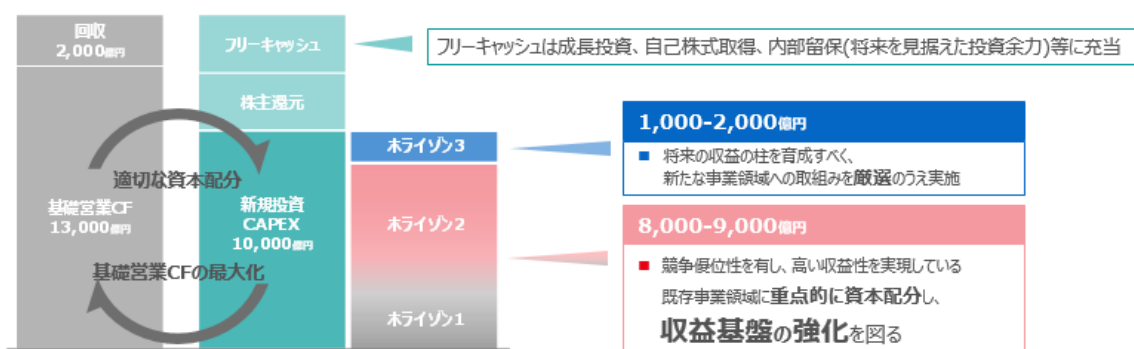 回収
2,000億円
フリーキャッシュ
フリーキャッシュは成長投資、自己株式取得、内部留保(将来を見据えた投資余力)等に充当
株主還元
ホライゾン3
1,000-2,000億円
■ 将来の収益の柱を育成すべく、
新たな事業領域への取組みを厳選のうえ実施
適切な資本配分
基礎営業CF
13,000億円
新規投資
CAPEX
10,000億円
ホライゾン2
8,000-9,000億円
基礎営業CFの最大化
■ 競争優位性を有し、高い収益性を実現している
既存事業領域に重点的に資本配分し、
収益基盤の強化を図る
ホライゾン1